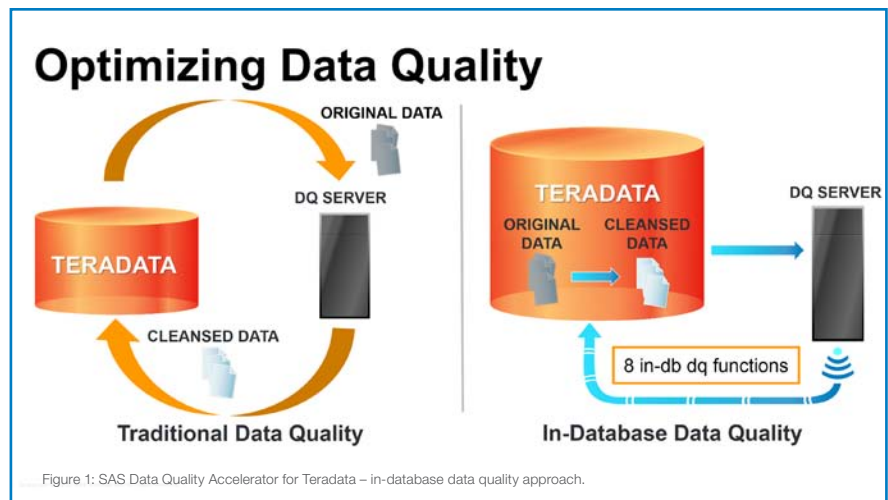 Optimizing Data Quality
ORIGINAL DATA
DQ SERVER
TERADATA
CLEANSED DATA
Traditional Data Quality
TERADATA
ORIGINAL
DATA
CLEANSED
DATA
DQ SERVER
8 in-db dq functions
In-Database Data Quality
Figure 1: SAS Data Quality Accelerator for Teradata – in-database data quality approach.